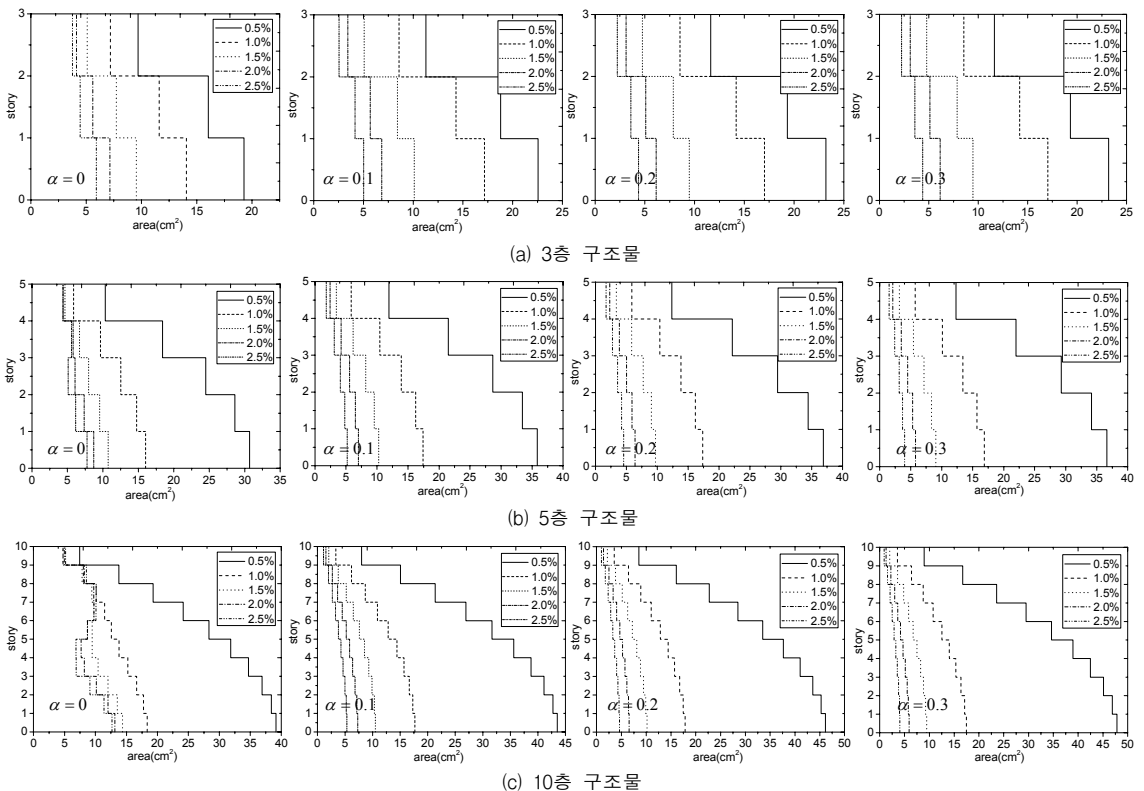 3
2
1
0
story
0 5 10 15 20
area(cm²)
α = 0
0.5%
1.0%
1.5%
2.0%
2.5%
3
2
1
0
story
0 5 10 15 20 25
area(cm²)
α = 0.1
0.5%
1.0%
1.5%
2.0%
2.5%
3
2
1
0
story
0 5 10 15 20 25
area(cm²)
α = 0.2
0.5%
1.0%
1.5%
2.0%
2.5%
3
2
1
0
story
0 5 10 15 20 25
area(cm²)
α = 0.3
0.5%
1.0%
1.5%
2.0%
2.5%
(a) 3층 구조물
5
4
3
2
1
0
story
0 5 10 15 20 25 30 35
area(cm²)
α = 0
0.5%
1.0%
1.5%
2.0%
2.5%
5
4
3
2
1
0
story
0 5 10 15 20 25 30 35 40
area(cm²)
α = 0.1
0.5%
1.0%
1.5%
2.0%
2.5%
5
4
3
2
1
0
story
0 5 10 15 20 25 30 35 40
area(cm²)
α = 0.2
0.5%
1.0%
1.5%
2.0%
2.5%
5
4
3
2
1
0
story
0 5 10 15 20 25 30 35 40
area(cm²)
α = 0.3
0.5%
1.0%
1.5%
2.0%
2.5%
(b) 5층 구조물
10
9
8
7
6
5
4
3
2
1
0
story
0 5 10 15 20 25 30 35 40
area(cm²)
α = 0
0.5%
1.0%
1.5%
2.0%
2.5%
10
9
8
7
6
5
4
3
2
1
0
story
0 5 10 15 20 25 30 35 40 45
area(cm²)
α = 0.1
0.5%
1.0%
1.5%
2.0%
2.5%
10
9
8
7
6
5
4
3
2
1
0
story
0 5 10 15 20 25 30 35 40 45 50
area(cm²)
α = 0.2
0.5%
1.0%
1.5%
2.0%
2.5%
10
9
8
7
6
5
4
3
2
1
0
story
0 5 10 15 20 25 30 35 40 45 50
area(cm²)
α = 0.3
0.5%
1.0%
1.5%
2.0%
2.5%
(c) 10층 구조물